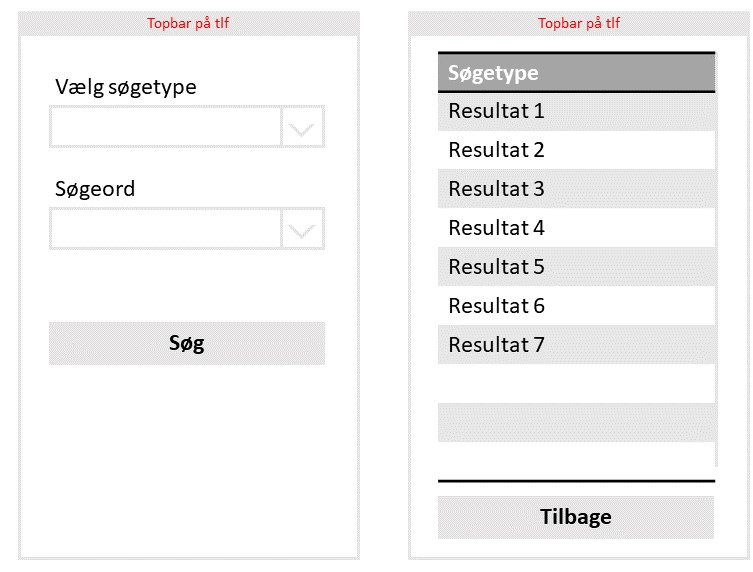 Topbar på tlf
Vælg søgetype
Søgeord
Søg
Topbar på tlf
Søgetype
Resultat 1
Resultat 2
Resultat 3
Resultat 4
Resultat 5
Resultat 6
Resultat 7
Tilbage